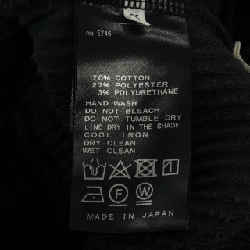 no. EY45
70% COTTON
27% POLYESTER
3% POLYURETHANE
HAND WASH
DO NOT BLEACH
DO NOT TUMBLE DRY
LINE DRY IN THE SHADE
COOL IRON
DRY CLEAN
WET CLEAN
F
W
MADE IN JAPAN